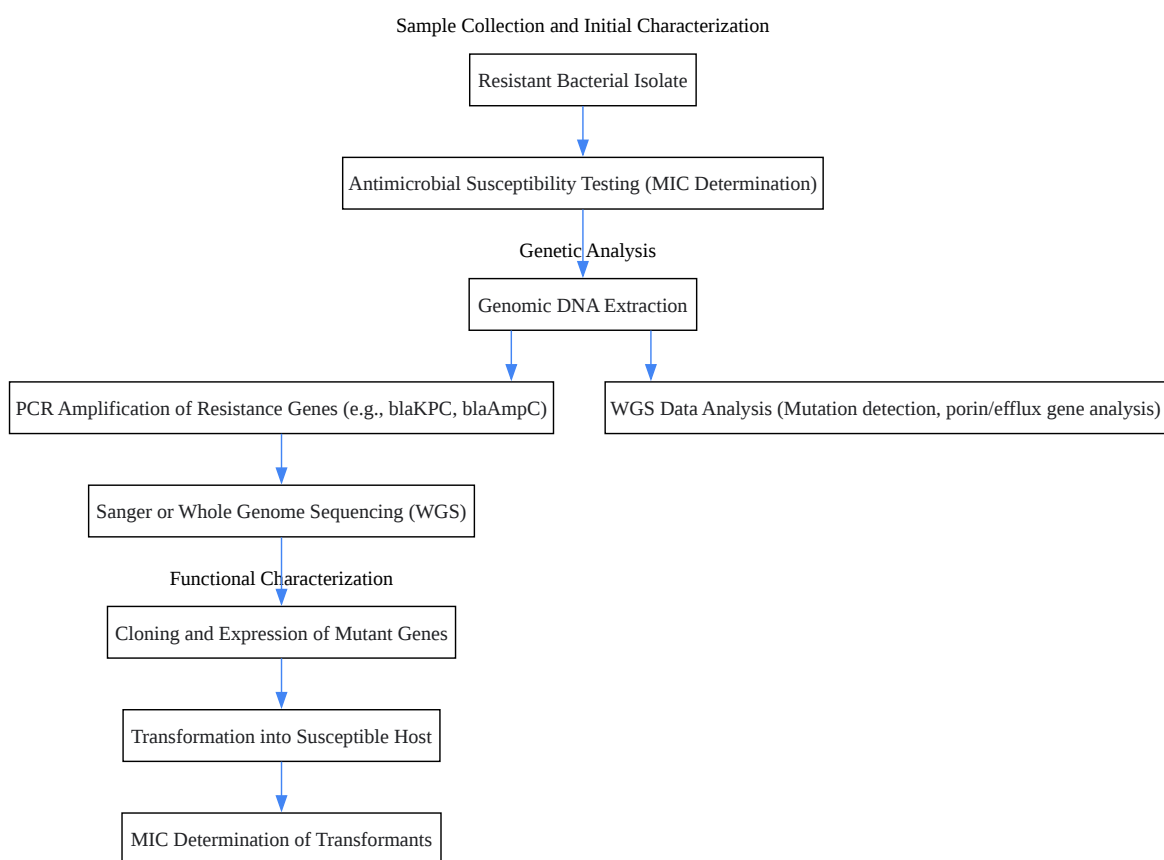 Sample Collection and Initial Characterization
Resistant Bacterial Isolate
Antimicrobial Susceptibility Testing (MIC Determination)
Genetic Analysis
Genomic DNA Extraction
PCR Amplification of Resistance Genes (e.g., blaKPC, blaAmpC)
WGS Data Analysis (Mutation detection, porin/efflux gene analysis)
Sanger or Whole Genome Sequencing (WGS)
Functional Characterization
Cloning and Expression of Mutant Genes
Transformation into Susceptible Host
MIC Determination of Transformants